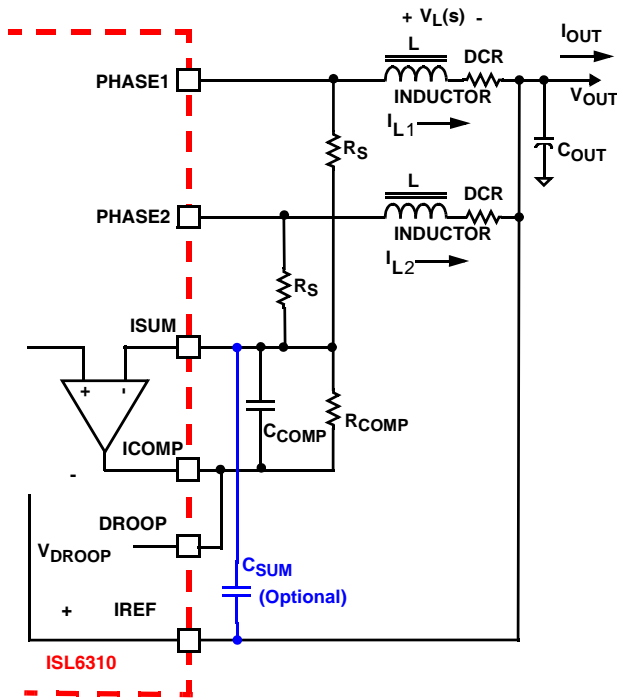 + VL(s) -
IOUT
L
DCR
PHASE1
INDUCTOR
VOUT
IL1
COUT
RS
L
DCR
PHASE2
INDUCTOR
IL2
RS
ISUM
+ -
CCOMP
RCOMP
ICOMP
-
DROOP
VDROOP
CSUM
(Optional)
+ IREF
ISL6310